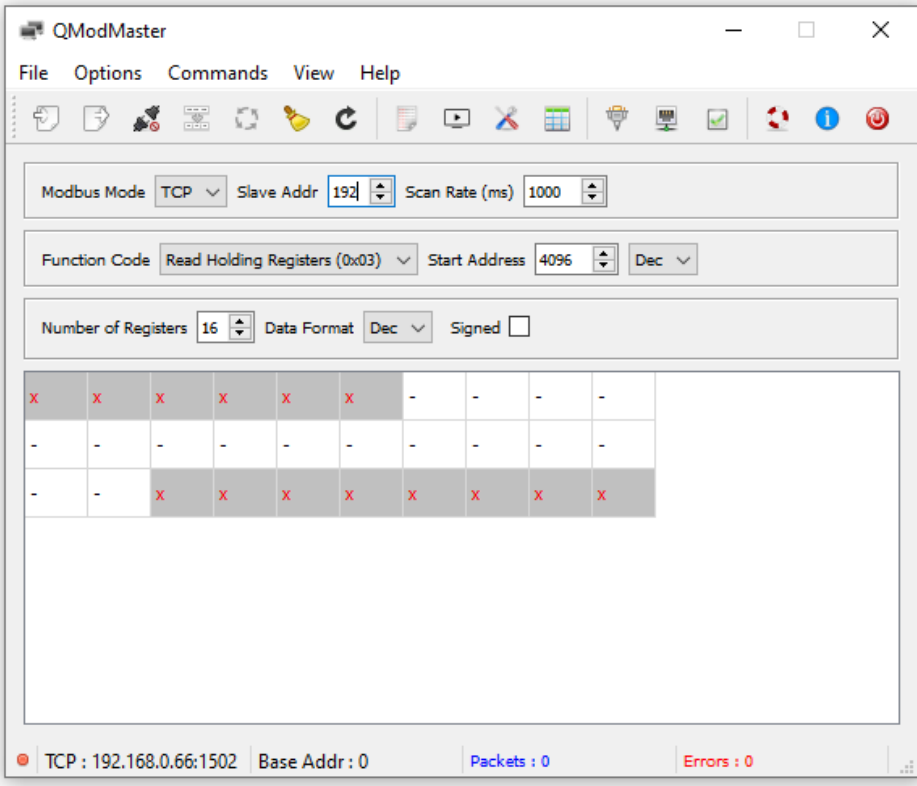 QModMaster
File Options Commands View Help
Modbus Mode TCP Slave Addr 192 Scan Rate (ms) 1000
Function Code Read Holding Registers (0x03) Start Address 4096 Dec
Number of Registers 16 Data Format Dec Signed
x x x x x x - - - -
- - - - - - - - - -
- - x x x x x x x x
TCP : 192.168.0.66:1502 Base Addr : 0 Packets : 0 Errors : 0